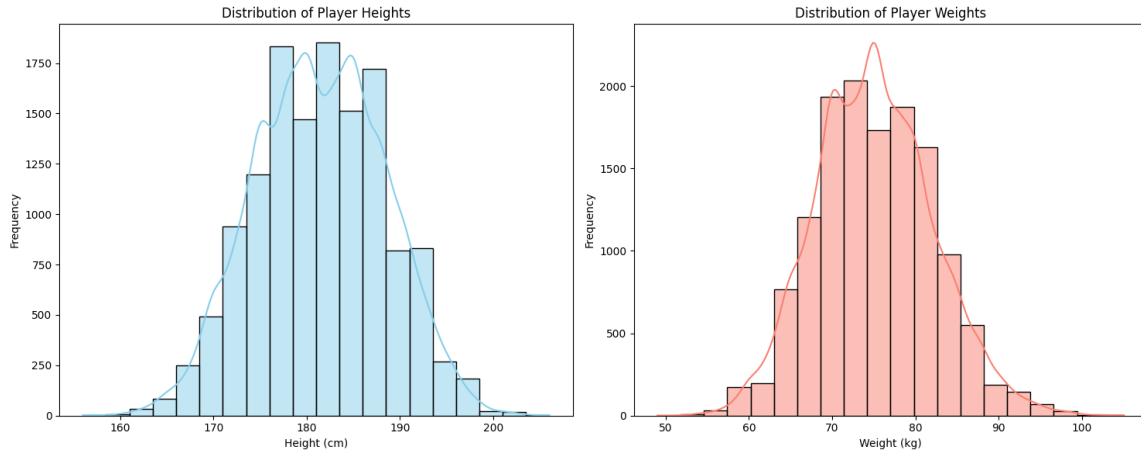 Distribution of Player Heights
1750
1500
1250
1000
750
500
250
0
Frequency
160 170 180 190 200
Height (cm)
Distribution of Player Weights
2000
1500
1000
500
0
Frequency
50 60 70 80 90 100
Weight (kg)